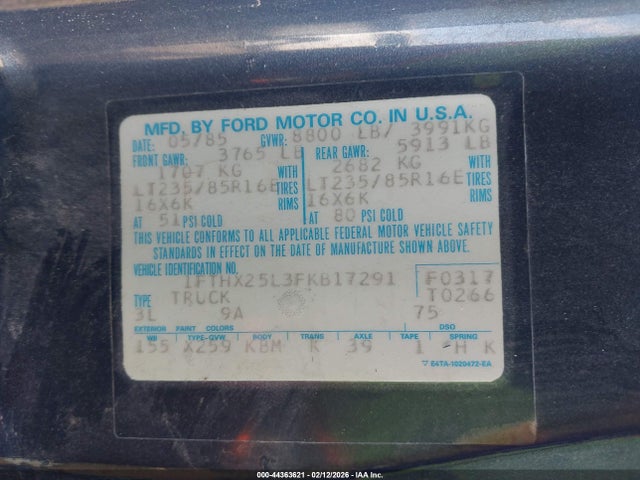 MFD. BY FORD MOTOR CO. IN U.S.A.
DATE: 05/85 GVWR: 8800 LB/ 3991KG
FRONT GAWR: 3765 LB REAR GAWR: 5913 LB
1707 KG WITH 2682 KG WITH
LT235/85R16E TIRES LT235/85R16E TIRES
16X6K RIMS 16X6K RIMS
AT 51 PSI COLD AT 80 PSI COLD
THIS VEHICLE CONFORMS TO ALL APPLICABLE FEDERAL MOTOR VEHICLE SAFETY
STANDARDS IN EFFECT ON THE DATE OF MANUFACTURE SHOWN ABOVE.
VEHICLE IDENTIFICATION NO.
1FTHX25L3FKB17291 F0317
TYPE TRUCK T0266
3L 9A 75
EXTERIOR PAINT COLORS DSO
WB TYPE-GVW BODY TRANS AXLE TAPE SPRING
155 X259 KBM K 39 1 H K
E4TA-1020472-EA
000-44363621 - 02/12/2026 - IAA Inc.